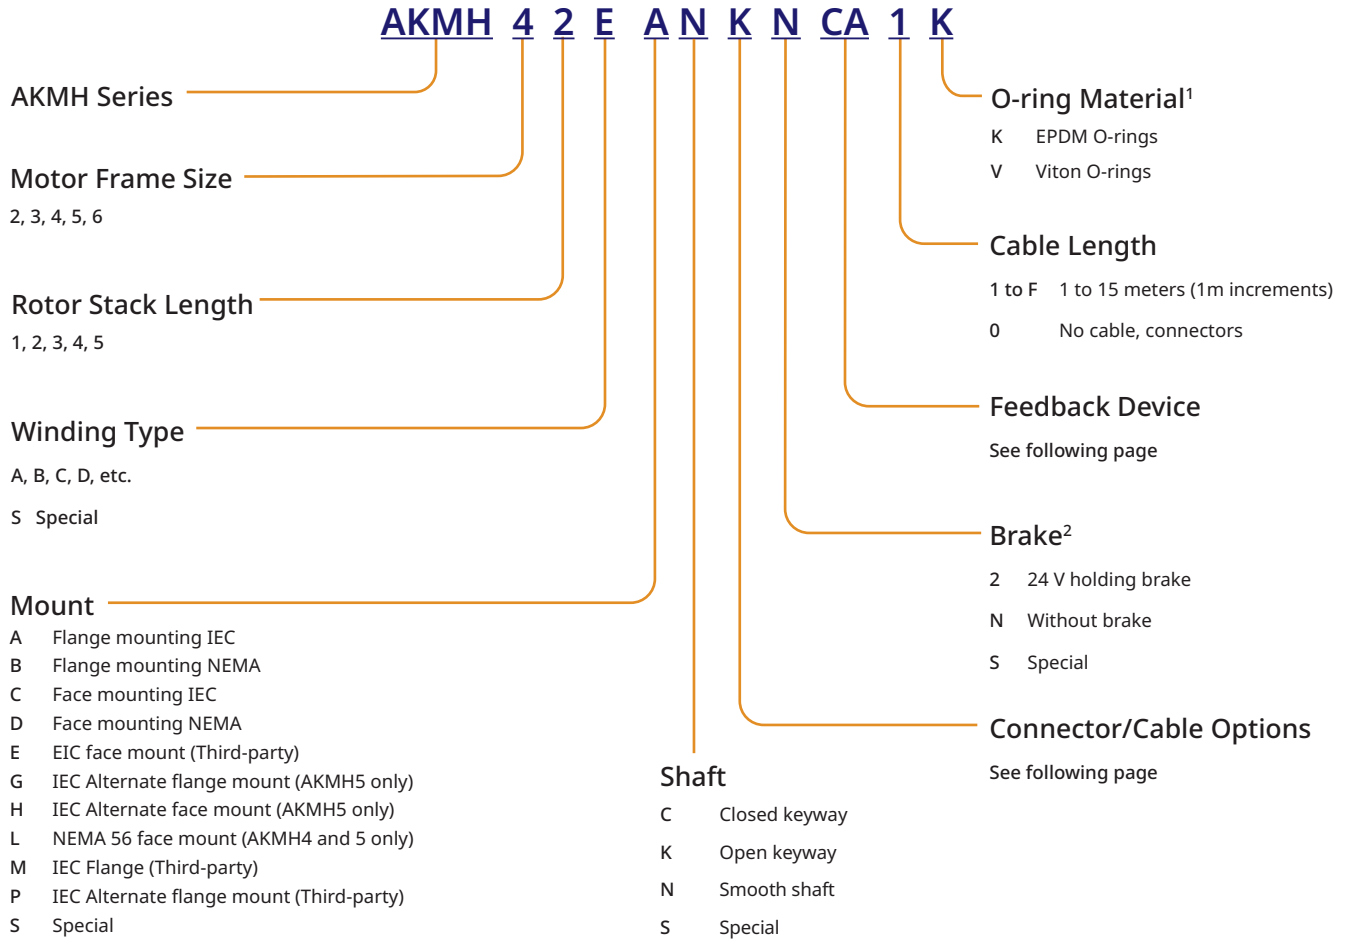 AKMH 4 2 E A N K N CA 1 K
AKMH Series
Motor Frame Size
2, 3, 4, 5, 6
Rotor Stack Length
1, 2, 3, 4, 5
Winding Type
A, B, C, D, etc.
S Special
Mount
A Flange mounting IEC
B Flange mounting NEMA
C Face mounting IEC
D Face mounting NEMA
E EIC face mount (Third-party)
G IEC Alternate flange mount (AKMH5 only)
H IEC Alternate face mount (AKMH5 only)
L NEMA 56 face mount (AKMH4 and 5 only)
M IEC Flange (Third-party)
P IEC Alternate flange mount (Third-party)
S Special
Shaft
C Closed keyway
K Open keyway
N Smooth shaft
S Special
O-ring Material¹
K EPDM O-rings
V Viton O-rings
Cable Length
1 to F 1 to 15 meters (1m increments)
0 No cable, connectors
Feedback Device
See following page
Brake²
2 24 V holding brake
N Without brake
S Special
Connector/Cable Options
See following page